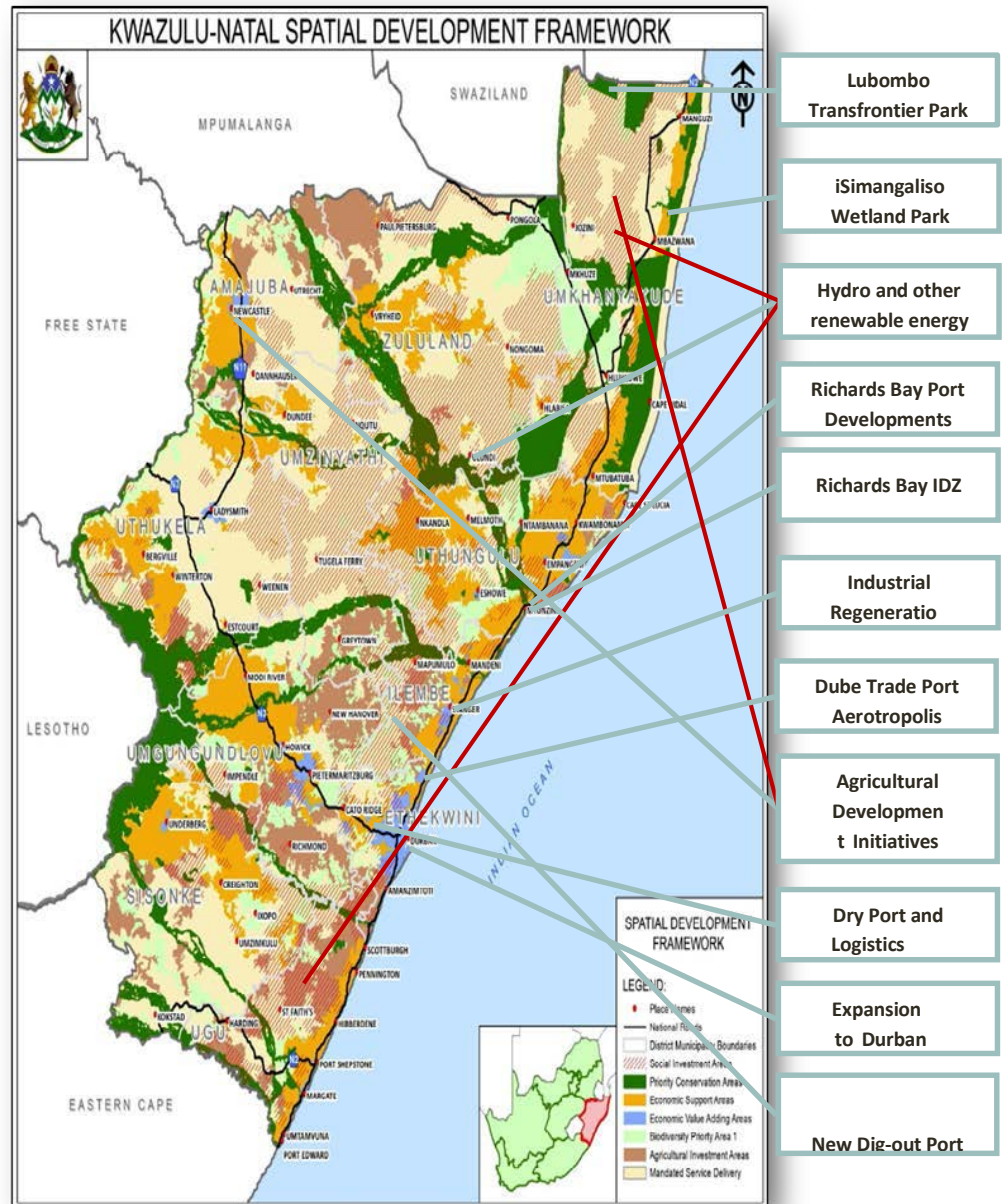 KWAZULU-NATAL SPATIAL DEVELOPMENT FRAMEWORK
SWAZILAND
MPUMALANGA
N
N2
MANGUZI
PAULPIETERSBURG
PONGOLA
JOZINI
MBAZWANA
MKHUZE
AMAJUBA
UTRECHT
UMKHANYAKUDE
FREE STATE
NEWCASTLE
VRYHEID
ZULULAND
NONGOMA
N11
DANNHAUSER
HLUHLUWE
CAPE VIDAL
DUNDEE
NQUTU
UMZINYATHI
ULUNDI
MTUBATUBA
LADYSMITH
NKANDLA
MELMOTH
NTAMBANANA
KWAMBONAMBI
UTHUKELA
UTHUNGULU
BERGVILLE
TUGELA FERRY
EMPANGENI
WINTERTON
WEENEN
ESHOWE
MTUNZINI
ESTCOURT
GREYTOWN
MAPUMULO
MANDENI
MOOI RIVER
ILEMBE
LESOTHO
NEW HANOVER
STANGER
N3
HOWICK
UMGUNGUNDLOVU
IMPENDLE
PIETERMARITZBURG
INDIAN OCEAN
CATO RIDGE
ETHEKWINI
UNDERBERG
DURBAN
RICHMOND
AMANZIMTOTI
CREIGHTON
SISONKE
IXOPO
UMZIMKULU
SCOTTBURGH
PENNINGTON
ST FAITH'S
KOKSTAD
HARDING
HIBBERDENE
UGU
N2
PORT SHEPSTONE
EASTERN CAPE
MARGATE
UMTAMVUNA
PORT EDWARD
SPATIAL DEVELOPMENT
FRAMEWORK
LEGEND:
Place Names
National Roads
District Municipality Boundaries
Social Investment Areas
Priority Conservation Areas
Economic Support Areas
Economic Value Adding Areas
Biodiversity Priority Area 1
Agricultural Investment Areas
Mandated Service Delivery
Lubombo
Transfrontier Park
iSimangaliso
Wetland Park
Hydro and other
renewable energy
Richards Bay Port
Developments
Richards Bay IDZ
Industrial
Regeneratio
Dube Trade Port
Aerotropolis
Agricultural
Developmen
t Initiatives
Dry Port and
Logistics
Expansion
to Durban
New Dig-out Port